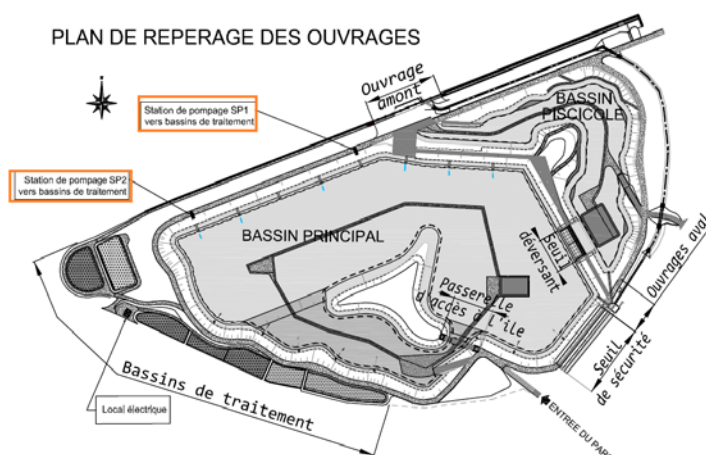 PLAN DE REPERAGE DES OUVRAGES
Ouvrage
amont
Station de pompage SP1
vers bassins de traitement
BASSIN
PISCICOLE
Station de pompage SP2
vers bassins de traitement
BASSIN PRINCIPAL
Seuil
déversant
Passerelle
d'accès à l'île
Ouvrages aval
Seuil
de sécurité
Bassins de traitement
Local électrique
ENTREE DU PARC